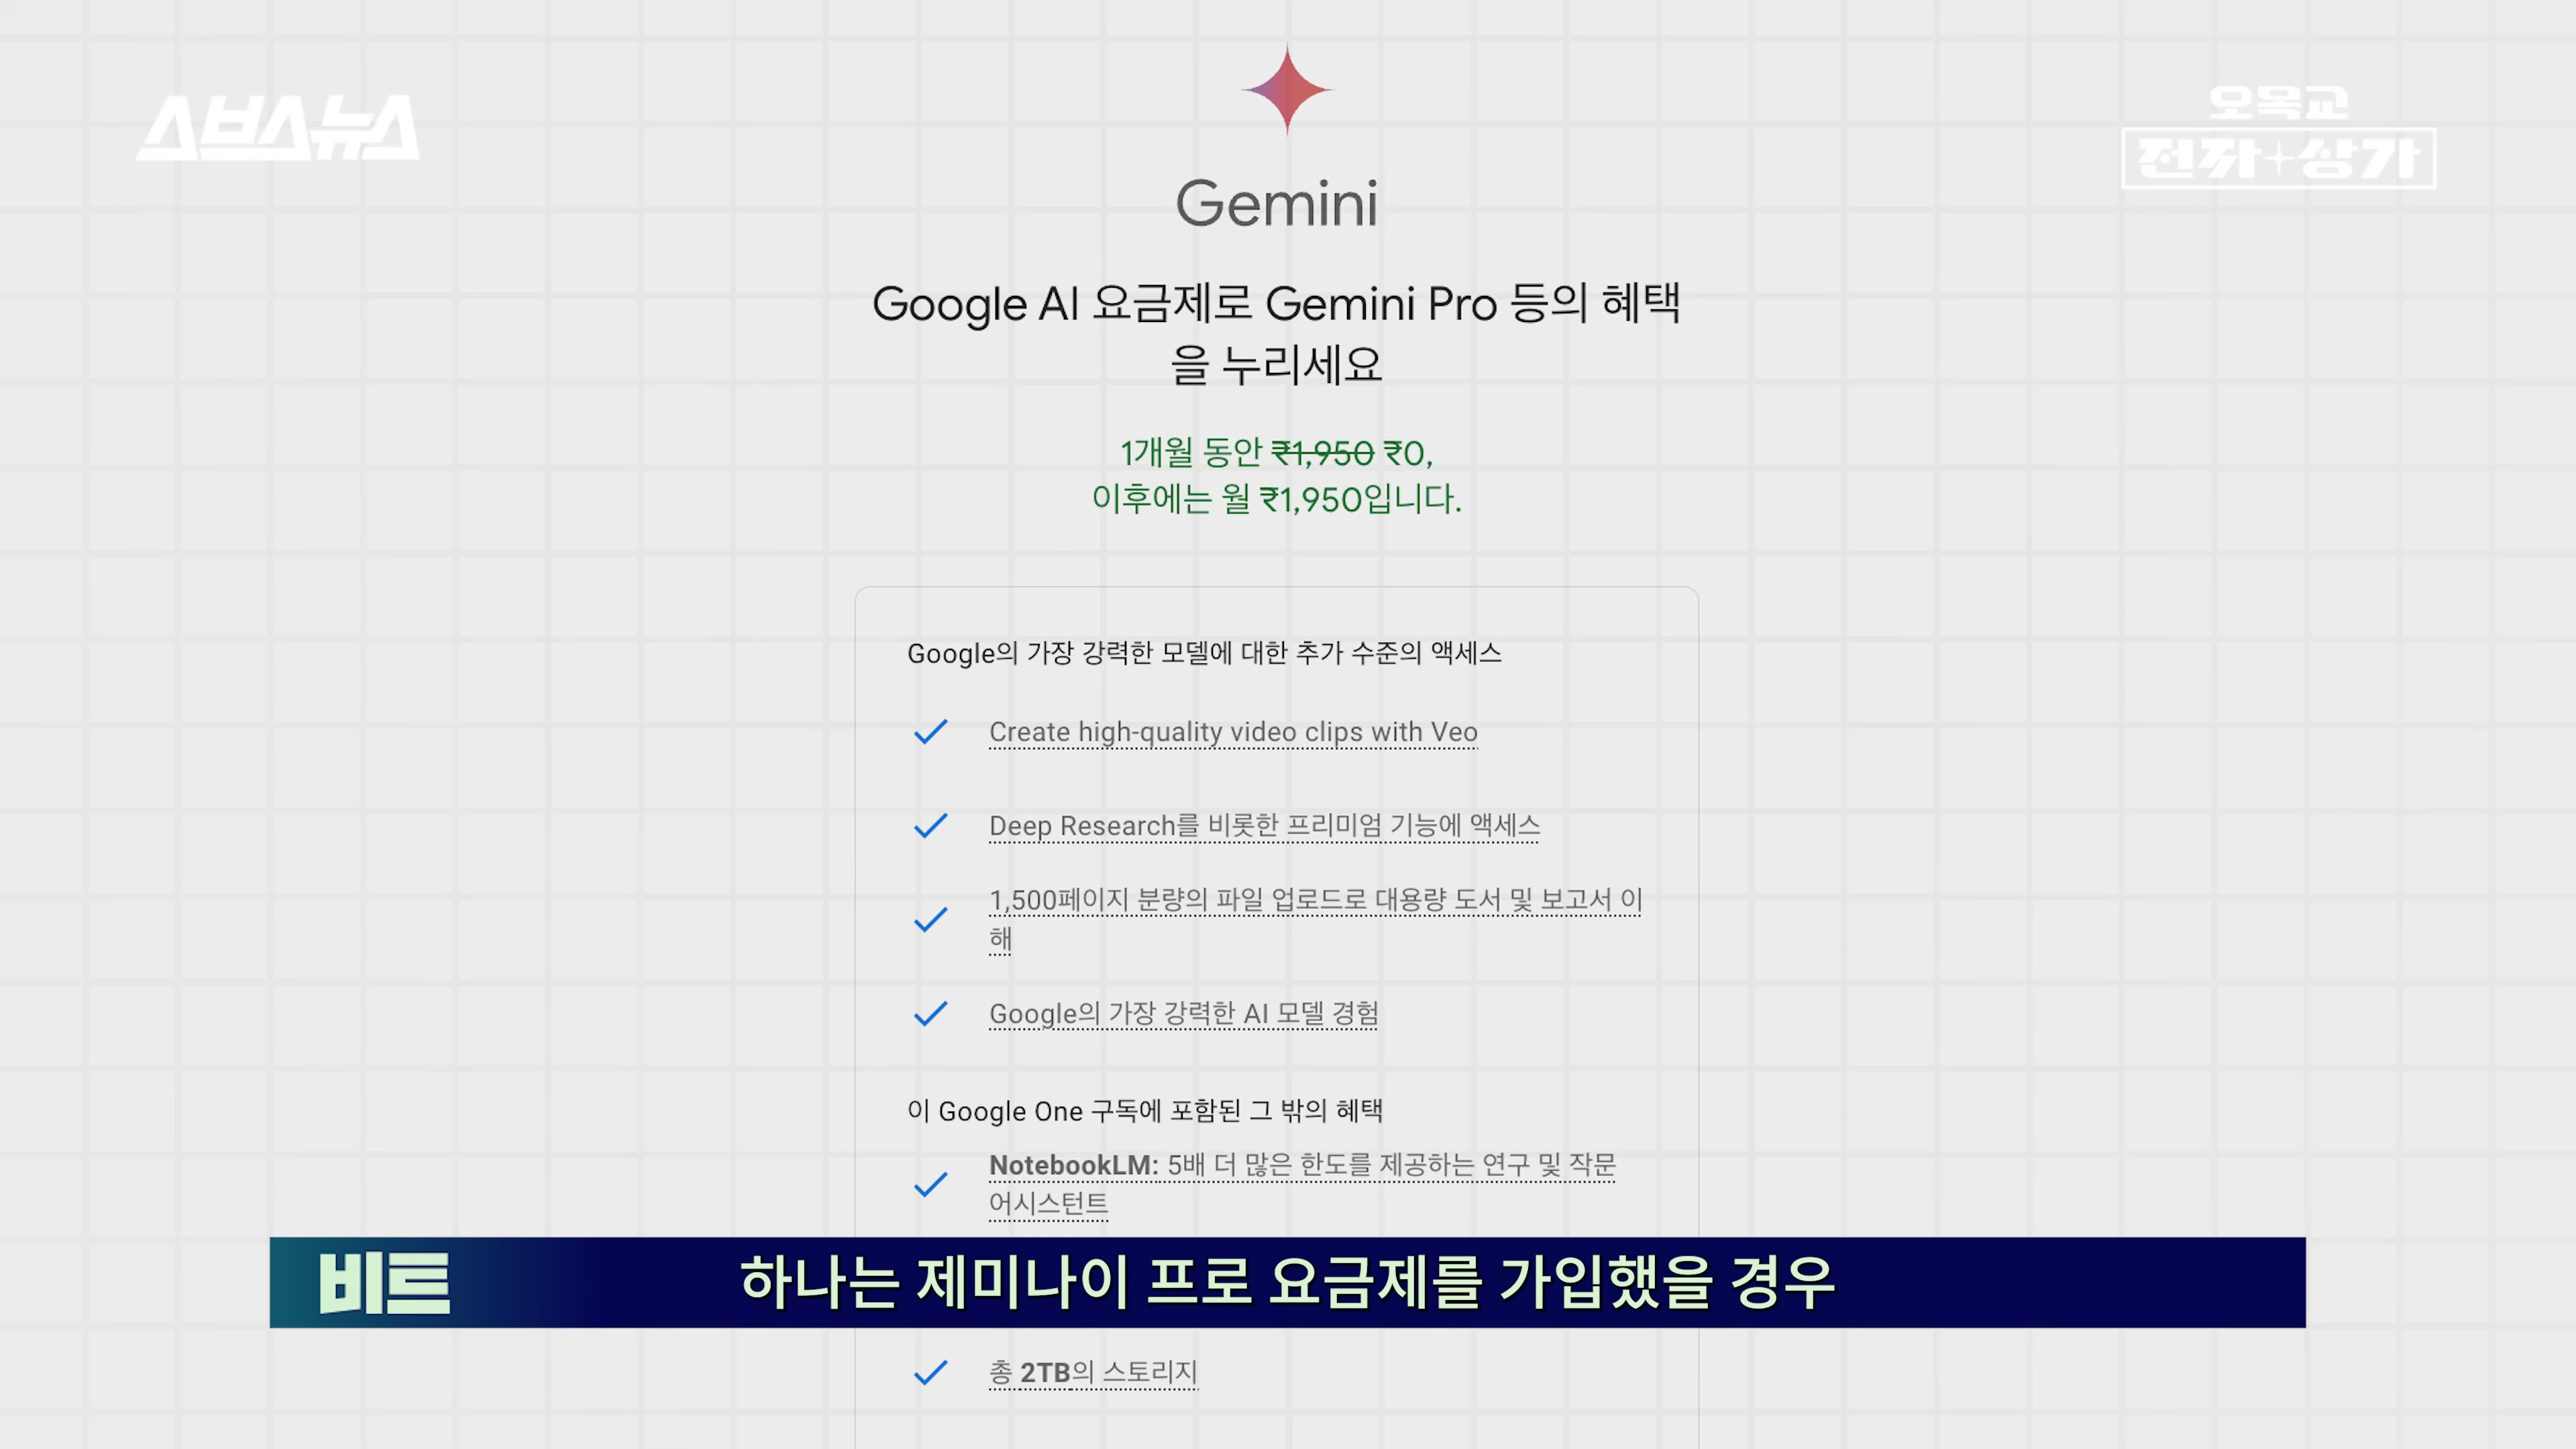 스브스뉴스
오목교
전자상가
Gemini
Google AI 요금제로 Gemini Pro 등의 혜택
을 누리세요
1개월 동안 ₹1,950 ₹0,
이후에는 월 ₹1,950입니다.
Google의 가장 강력한 모델에 대한 추가 수준의 액세스
Create high-quality video clips with Veo
Deep Research를 비롯한 프리미엄 기능에 액세스
1,500페이지 분량의 파일 업로드로 대용량 도서 및 보고서 이
해
Google의 가장 강력한 AI 모델 경험
이 Google One 구독에 포함된 그 밖의 혜택
NotebookLM: 5배 더 많은 한도를 제공하는 연구 및 작문
어시스턴트
비트
하나는 제미나이 프로 요금제를 가입했을 경우
총 2TB의 스토리지